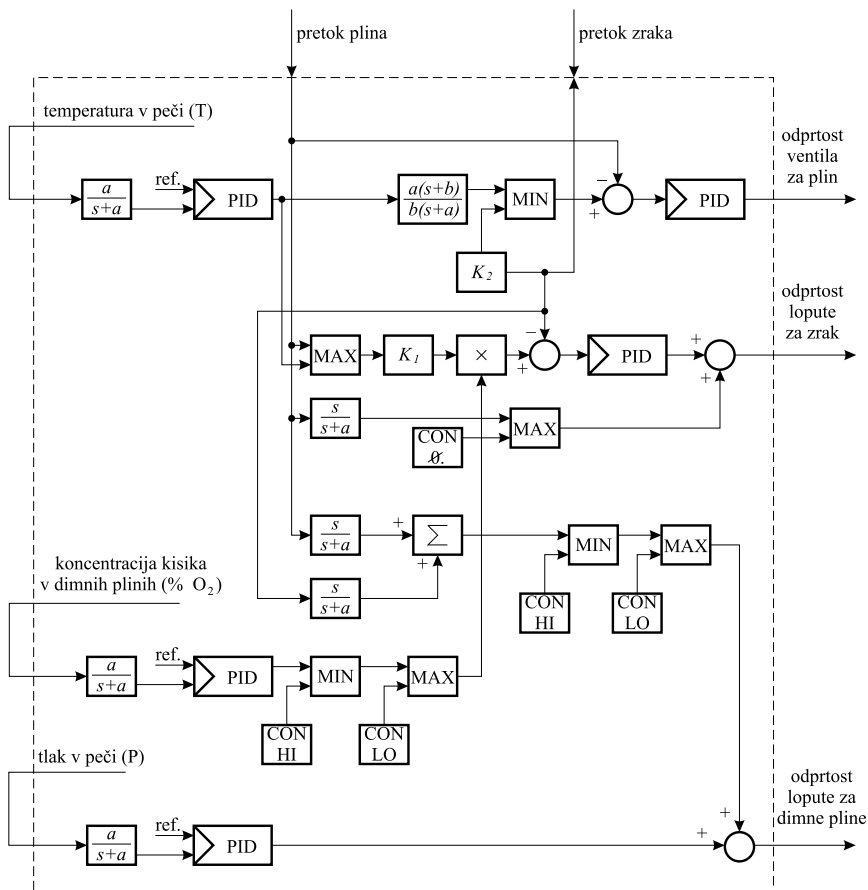 pretok plina
pretok zraka
temperatura v peči (T)
odprtost
ventila
za plin
a
s+a
ref.
PID
a(s+b)
b(s+a)
MIN
−
+
PID
K2
odprtost
lopute
za zrak
MAX
K1
×
−
+
PID
+
+
s
s+a
CON
0.
MAX
s
s+a
+
Σ
+
s
s+a
MIN
MAX
CON
HI
CON
LO
koncentracija kisika
v dimnih plinih (% O2)
a
s+a
ref.
PID
MIN
MAX
CON
HI
CON
LO
tlak v peči (P)
odprtost
lopute za
dimne pline
a
s+a
ref.
PID
+
+